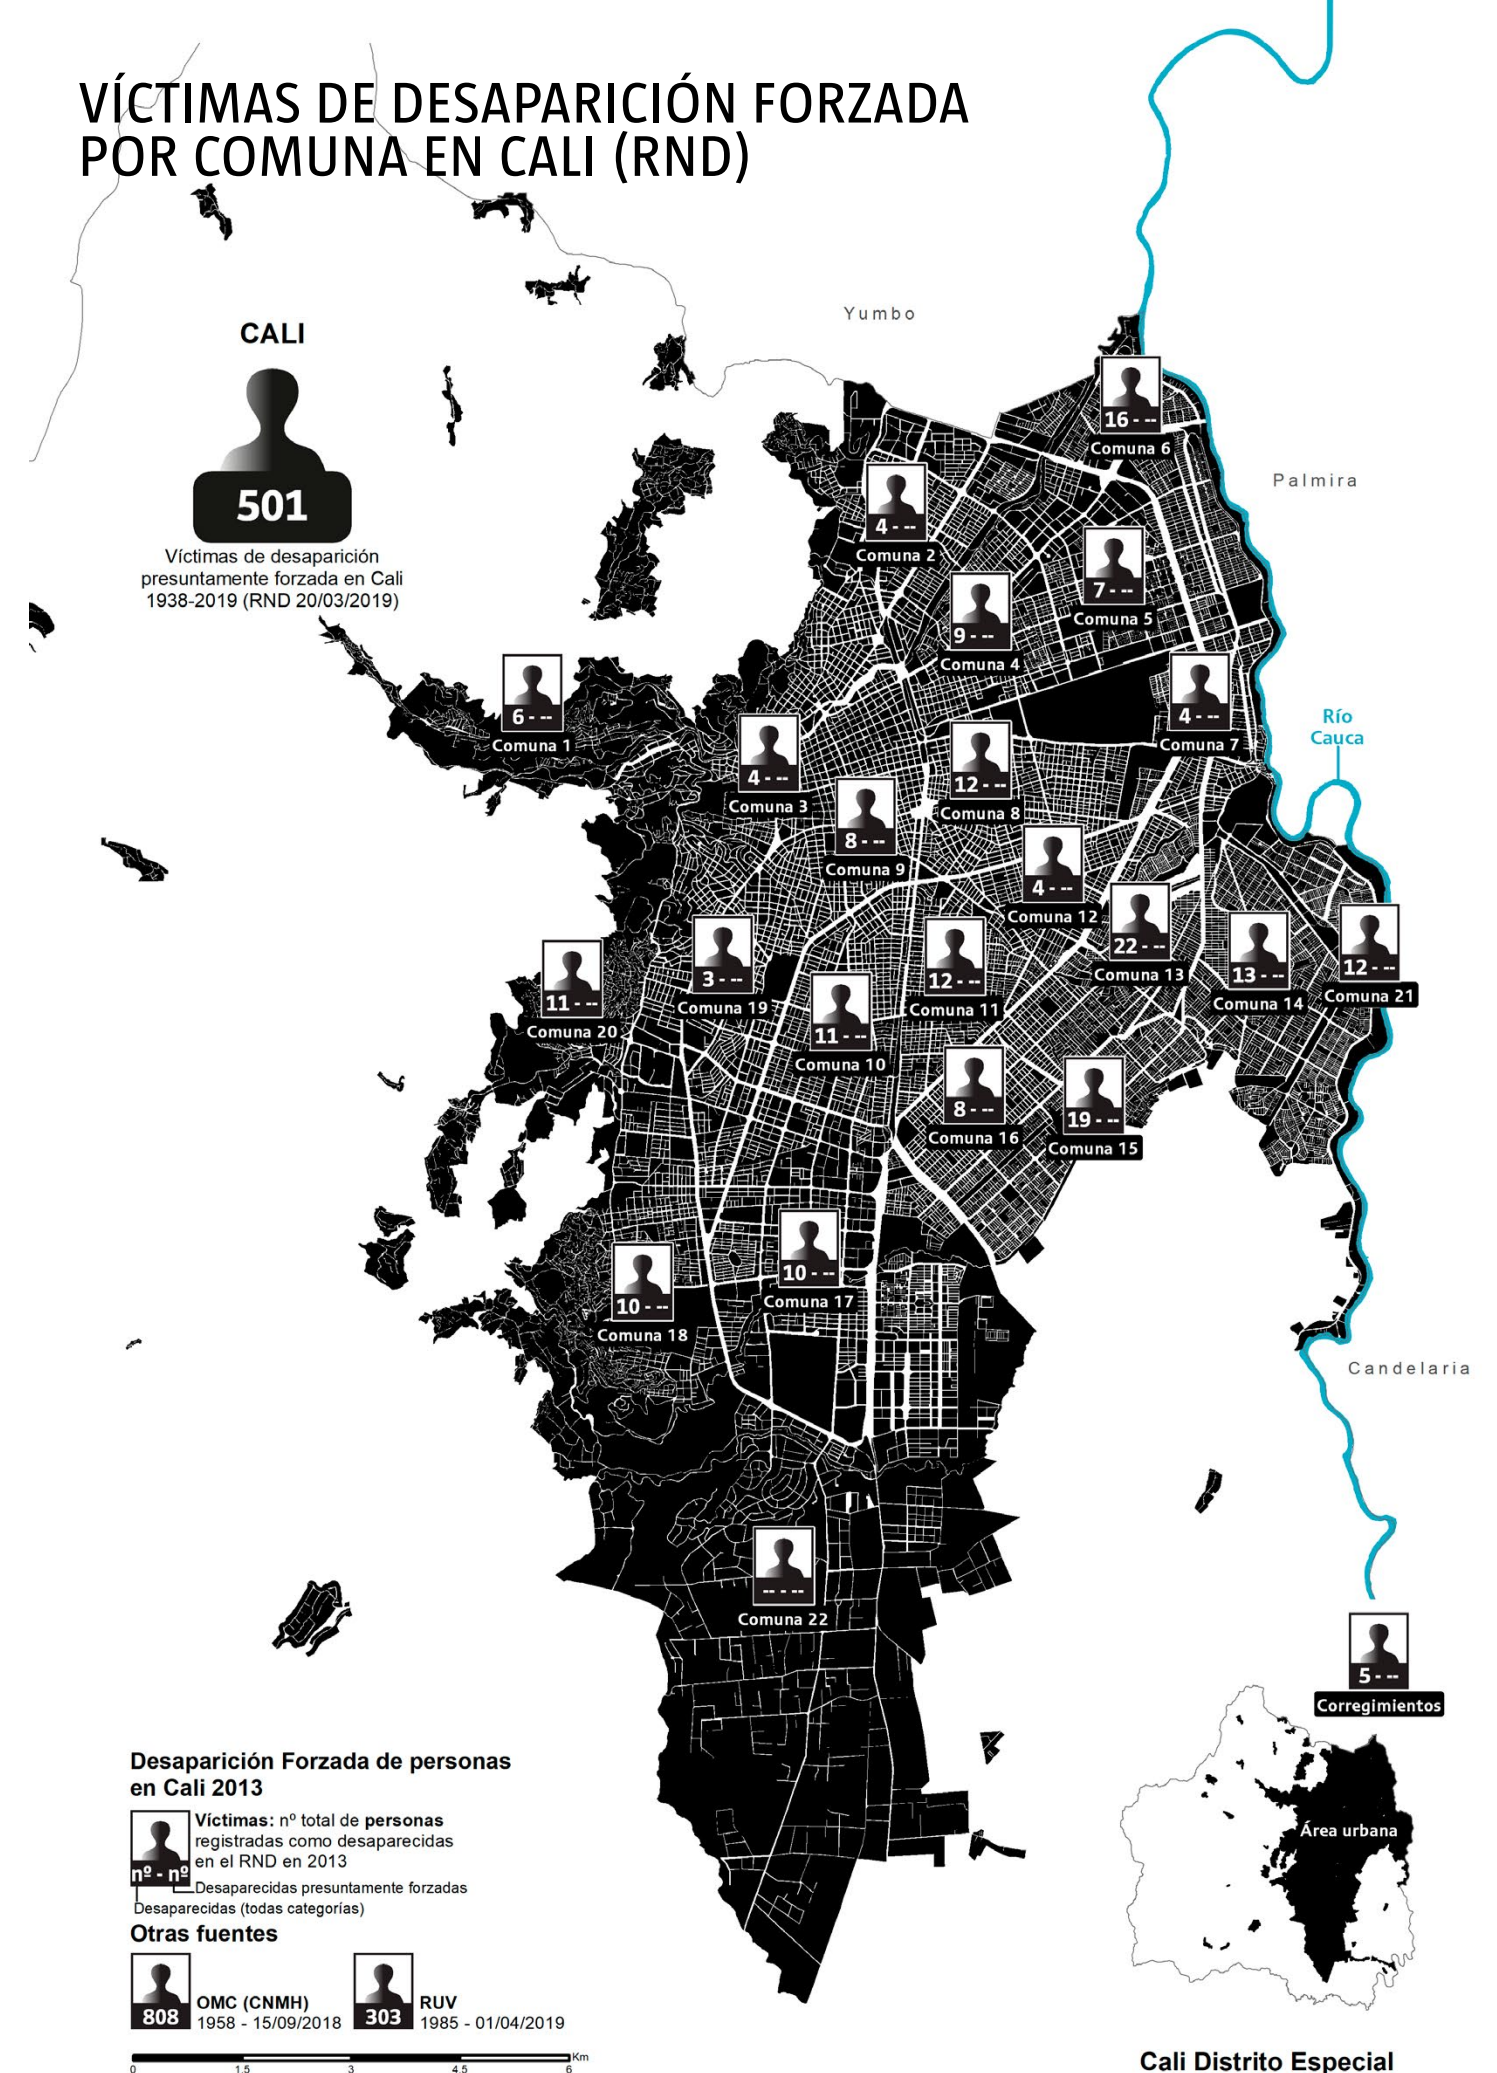 VÍCTIMAS DE DESAPARICIÓN FORZADA
POR COMUNA EN CALI (RND)
Yumbo
CALI
501
Víctimas de desaparición
presuntamente forzada en Cali
1938-2019 (RND 20/03/2019)
16 - --
Comuna 6
Palmira
4 - --
Comuna 2
7 - --
Comuna 5
9 - --
Comuna 4
6 - --
Comuna 1
4 - --
Comuna 7
Río
Cauca
4 - --
Comuna 3
12 - --
Comuna 8
8 - --
Comuna 9
4 - --
Comuna 12
22 - --
Comuna 13
13 - --
Comuna 14
12 - --
Comuna 21
3 - --
Comuna 19
12 - --
Comuna 11
11 - --
Comuna 20
11 - --
Comuna 10
8 - --
Comuna 16
19 - --
Comuna 15
10 - --
Comuna 17
10 - --
Comuna 18
Candelaria
-- - --
Comuna 22
5 - --
Corregimientos
Área urbana
Cali Distrito Especial
Desaparición Forzada de personas
en Cali 2013
Víctimas: nº total de personas
registradas como desaparecidas
en el RND en 2013
nº - nº
Desaparecidas presuntamente forzadas
Desaparecidas (todas categorías)
Otras fuentes
808
OMC (CNMH)
1958 - 15/09/2018
303
RUV
1985 - 01/04/2019
Km
0 1.5 3 4.5 6